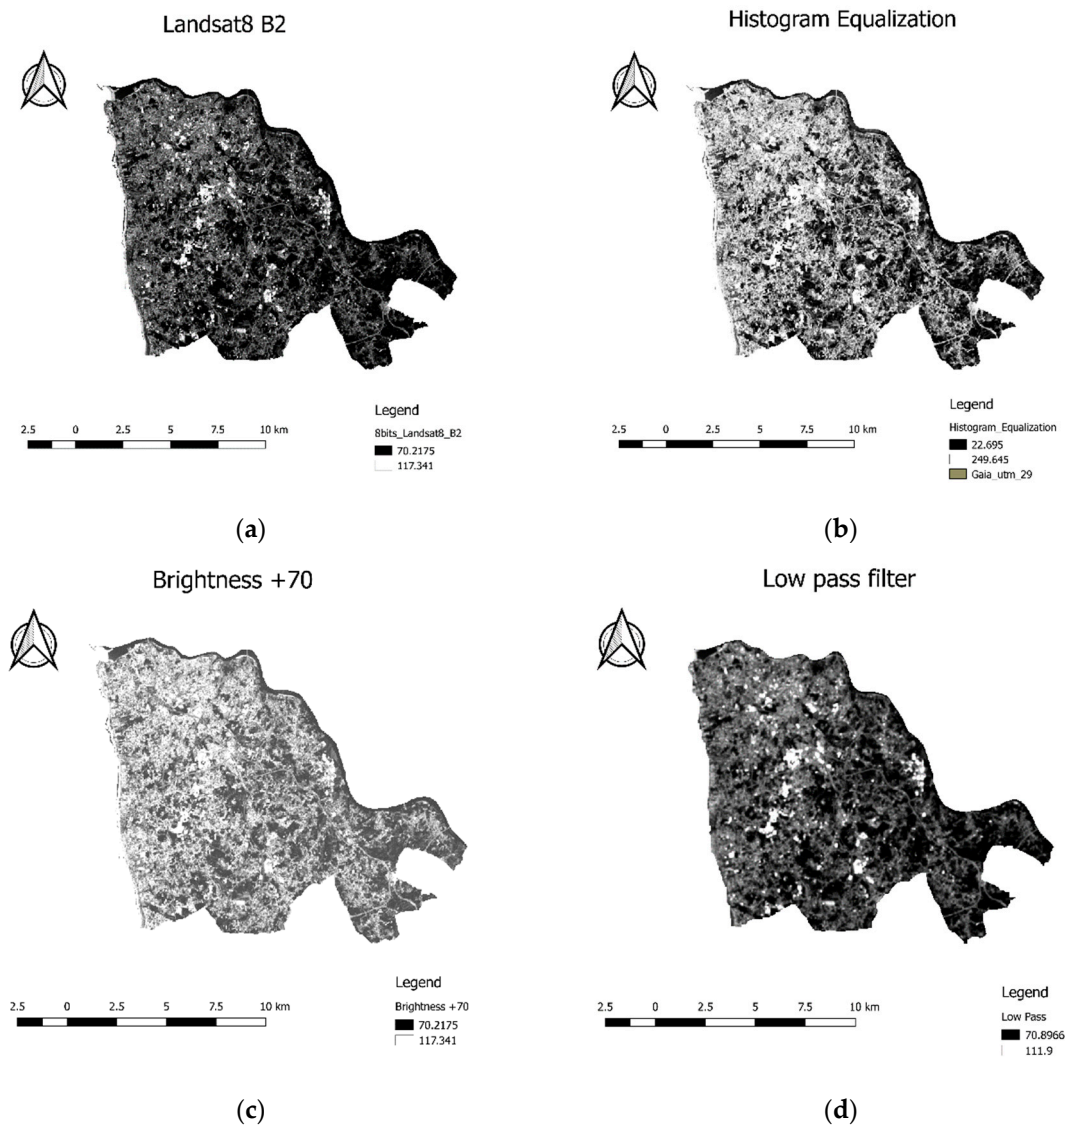 Landsat8 B2
Histogram Equalization
Legend
8bits_Landsat8_B2
70.2175
117.341
2.5 0 2.5 5 7.5 10 km
Legend
Histogram_Equalization
22.695
249.645
Gaia_utm_29
2.5 0 2.5 5 7.5 10 km
(a)
(b)
Brightness +70
Low pass filter
Legend
Brightness +70
70.2175
117.341
2.5 0 2.5 5 7.5 10 km
Legend
Low Pass
70.8966
111.9
2.5 0 2.5 5 7.5 10 km
(c)
(d)